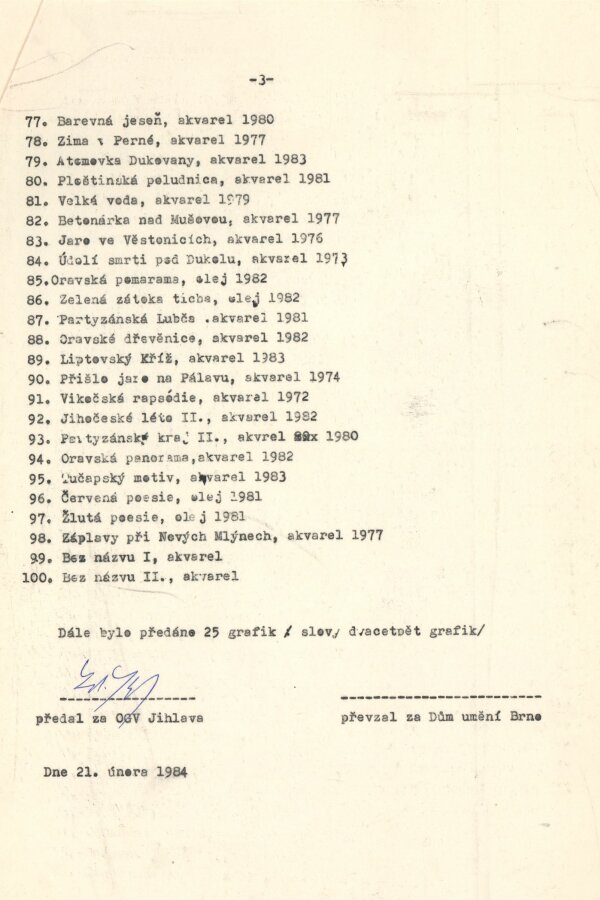 -3-
77. Barevná jeseň, akvarel 1980
78. Zima v Perné, akvarel 1977
79. Atomovka Dukovany, akvarel 1983
80. Ploštinská poludnica, akvarel 1981
81. Velká voda, akvarel 1979
82. Betonárka nad Mušovou, akvarel 1977
83. Jaro ve Věstonicích, akvarel 1976
84. Údolí smrti pod Duklou, akvarel 1973
85.Oravská pomarama, olej 1982
86. Zelená zátoka ticha, olej 1982
87. Partyzánská Lubča .akvarel 1981
88. Oravské dřevěnice, akvarel 1982
89. Liptovský Kříž, akvarel 1983
90. Přišlo jaro na Pálavu, akvarel 1974
91. Vikočská rapsódie, akvarel 1972
92. Jihočeské léto II., akvarel 1982
93. Partyzánský kraj II., akvrel 1980
94. Oravská panorama,akvarel 1982
95. Tučapský motiv, akvarel 1983
96. Červená poesie, olej 1981
97. Žlutá poesie, olej 1981
98. Záplavy při Nových Mlýnech, akvarel 1977
99. Bez názvu I, akvarel
100. Bez názvu II., akvarel
Dále bylo předáno 25 grafik / slovy dvacetpět grafik/
předal za OGV Jihlava
převzal za Dům umění Brno
Dne 21. února 1984